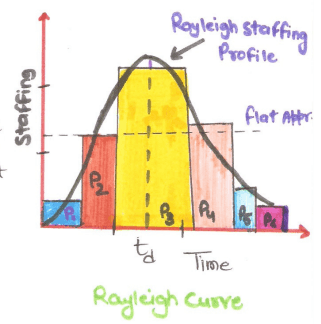 Rayleigh Staffing
Profile
Staffing
flat Appr.
P1
P2
P3
P4
P5
P6
td
Time
Rayleigh Curve